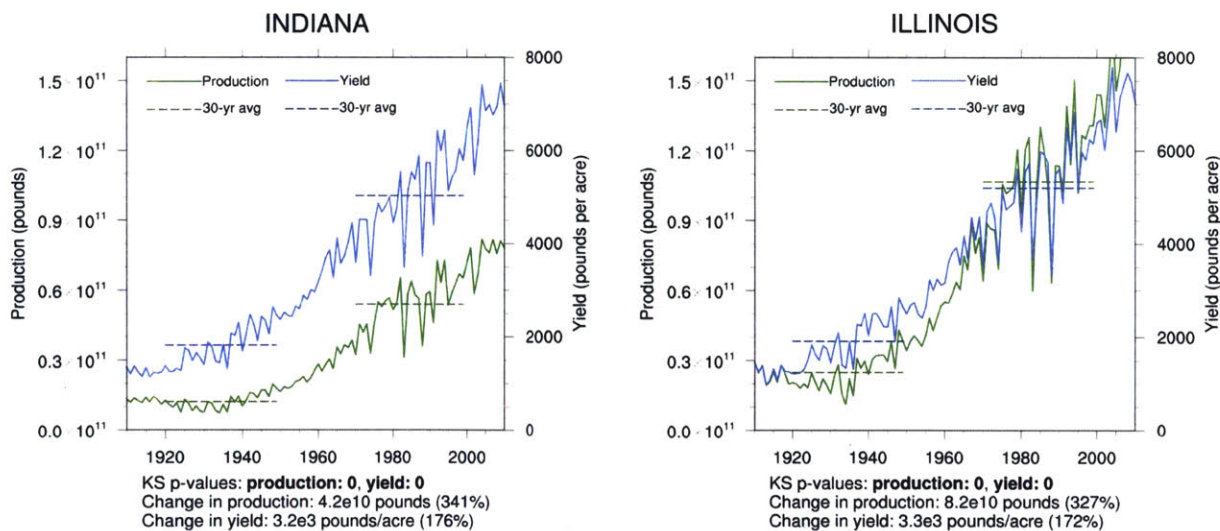 INDIANA
Production
Yield
30-yr avg
30-yr avg
Production (pounds)
1.5 · 10¹¹
1.2 · 10¹¹
0.9 · 10¹¹
0.6 · 10¹¹
0.3 · 10¹¹
0.0 · 10¹¹
8000
6000
4000
2000
0
Yield (pounds per acre)
1920 1940 1960 1980 2000
KS p-values: production: 0, yield: 0
Change in production: 4.2e10 pounds (341%)
Change in yield: 3.2e3 pounds/acre (176%)
ILLINOIS
Production
Yield
30-yr avg
30-yr avg
Production (pounds)
1.5 · 10¹¹
1.2 · 10¹¹
0.9 · 10¹¹
0.6 · 10¹¹
0.3 · 10¹¹
0.0 · 10¹¹
8000
6000
4000
2000
0
Yield (pounds per acre)
1920 1940 1960 1980 2000
KS p-values: production: 0, yield: 0
Change in production: 8.2e10 pounds (327%)
Change in yield: 3.3e3 pounds/acre (172%)